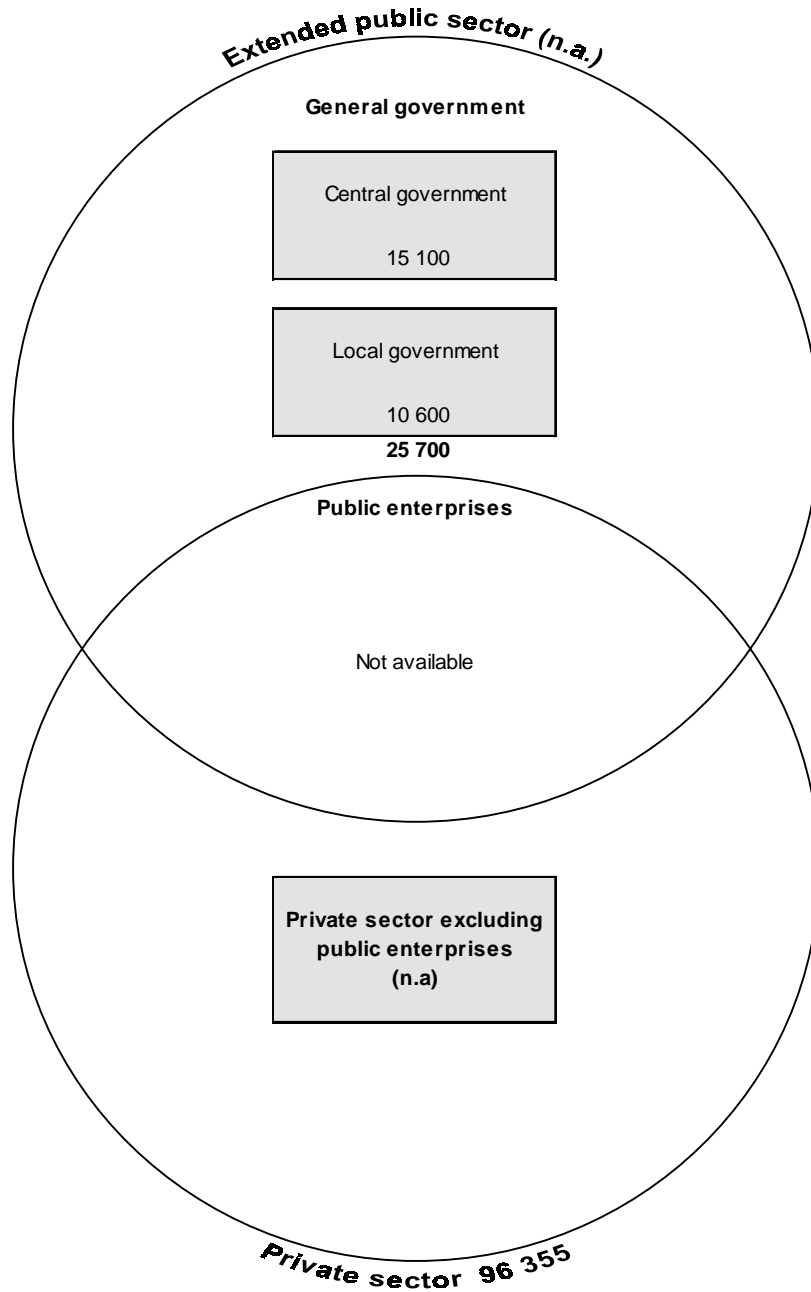 Extended public sector (n.a.)
General government
Central government
15 100
Local government
10 600
25 700
Public enterprises
Not available
Private sector excluding
public enterprises
(n.a)
Private sector 96 355